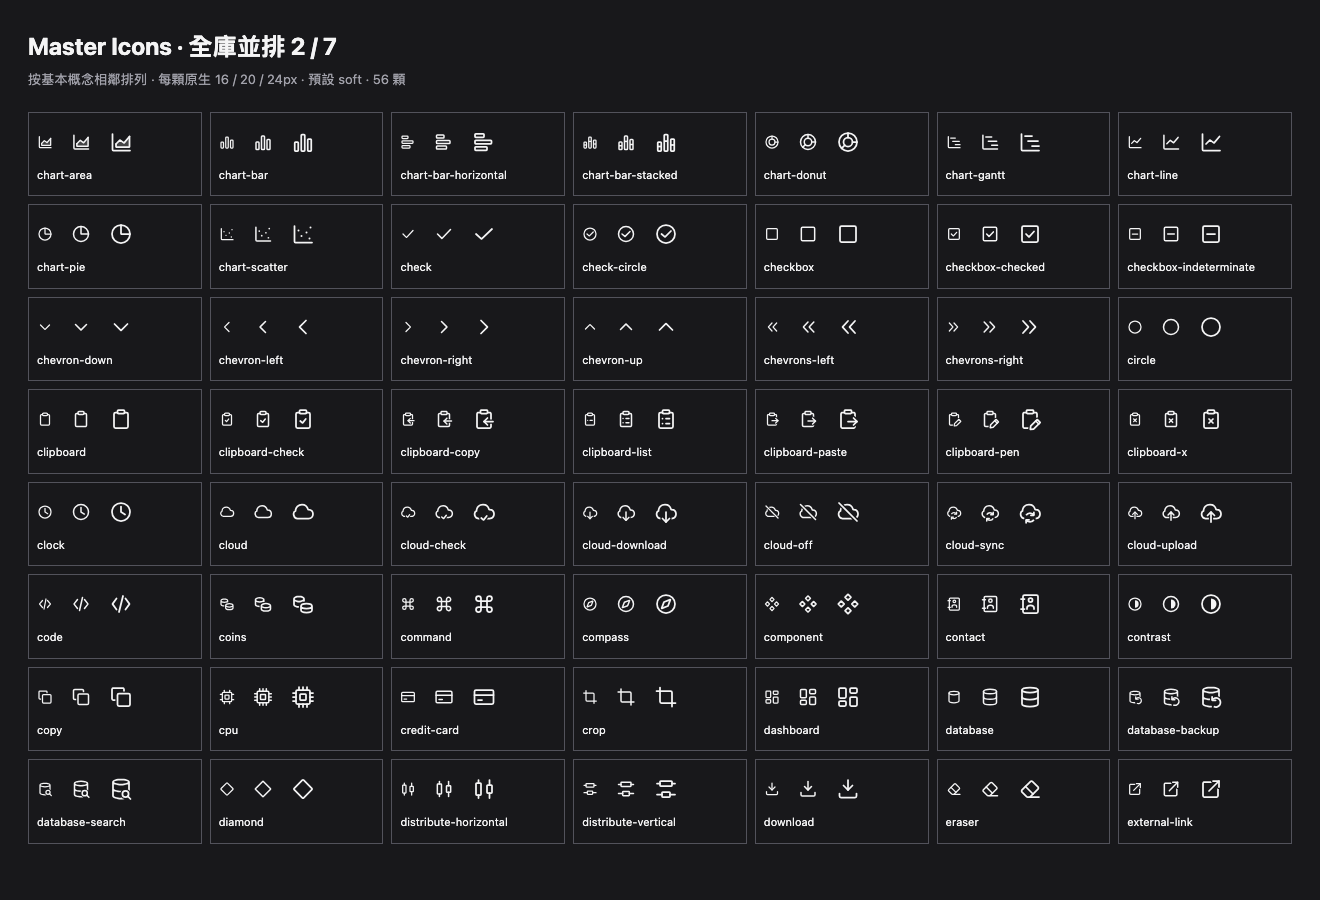 Master Icons · 全庫並排 2 / 7
按基本概念相鄰排列 · 每顆原生 16 / 20 / 24px · 預設 soft · 56 顆
chart-area
chart-bar
chart-bar-horizontal
chart-bar-stacked
chart-donut
chart-gantt
chart-line
chart-pie
chart-scatter
check
check-circle
checkbox
checkbox-checked
checkbox-indeterminate
chevron-down
chevron-left
chevron-right
chevron-up
chevrons-left
chevrons-right
circle
clipboard
clipboard-check
clipboard-copy
clipboard-list
clipboard-paste
clipboard-pen
clipboard-x
clock
cloud
cloud-check
cloud-download
cloud-off
cloud-sync
cloud-upload
code
coins
command
compass
component
contact
contrast
copy
cpu
credit-card
crop
dashboard
database
database-backup
database-search
diamond
distribute-horizontal
distribute-vertical
download
eraser
external-link